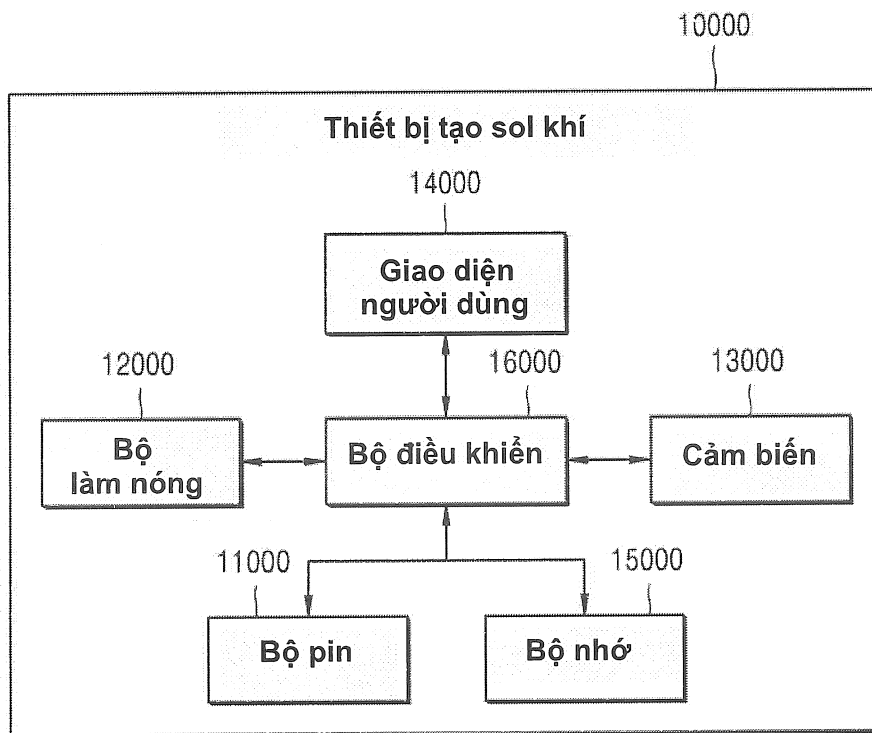 10000
Thiết bị tạo sol khí
14000
Giao diện
người dùng
12000
16000
13000
Bộ
làm nóng
Bộ điều khiển
Cảm biến
11000
15000
Bộ pin
Bộ nhớ